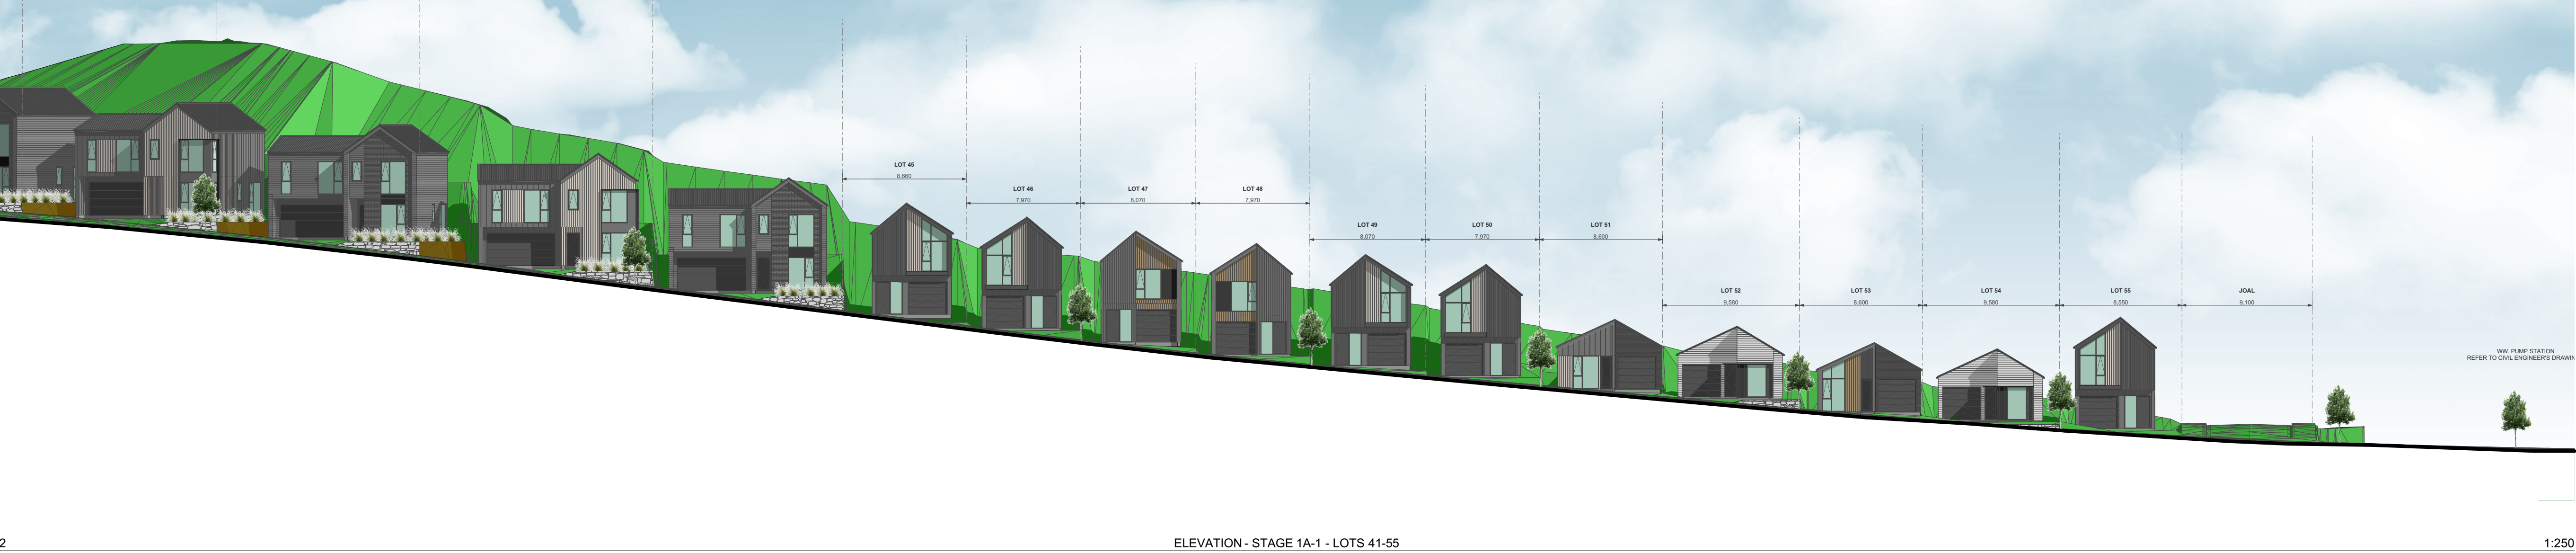 LOT 45
8,660
LOT 46
7,970
LOT 47
8,070
LOT 48
7,970
LOT 49
8,070
LOT 50
7,970
LOT 51
8,600
LOT 52
9,580
LOT 53
8,600
LOT 54
9,580
LOT 55
8,550
JOAL
9,100
WW. PUMP STATION
REFER TO CIVIL ENGINEER'S DRAWIN
2
ELEVATION - STAGE 1A-1 - LOTS 41-55
1:250